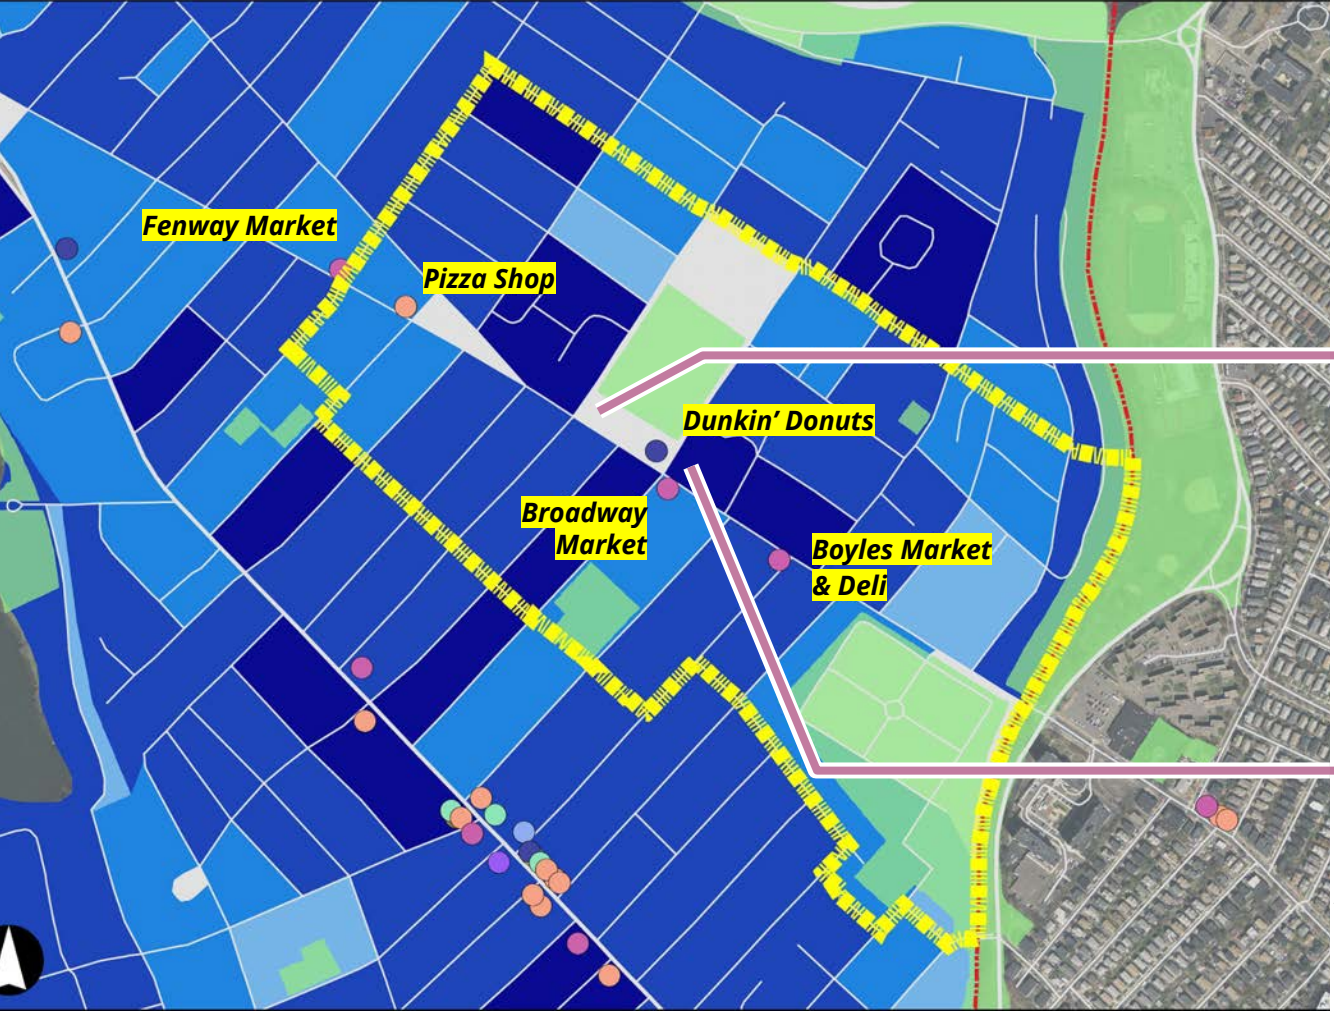 Fenway Market
Pizza Shop
Dunkin’ Donuts
Broadway
Market
Boyles Market
& Deli